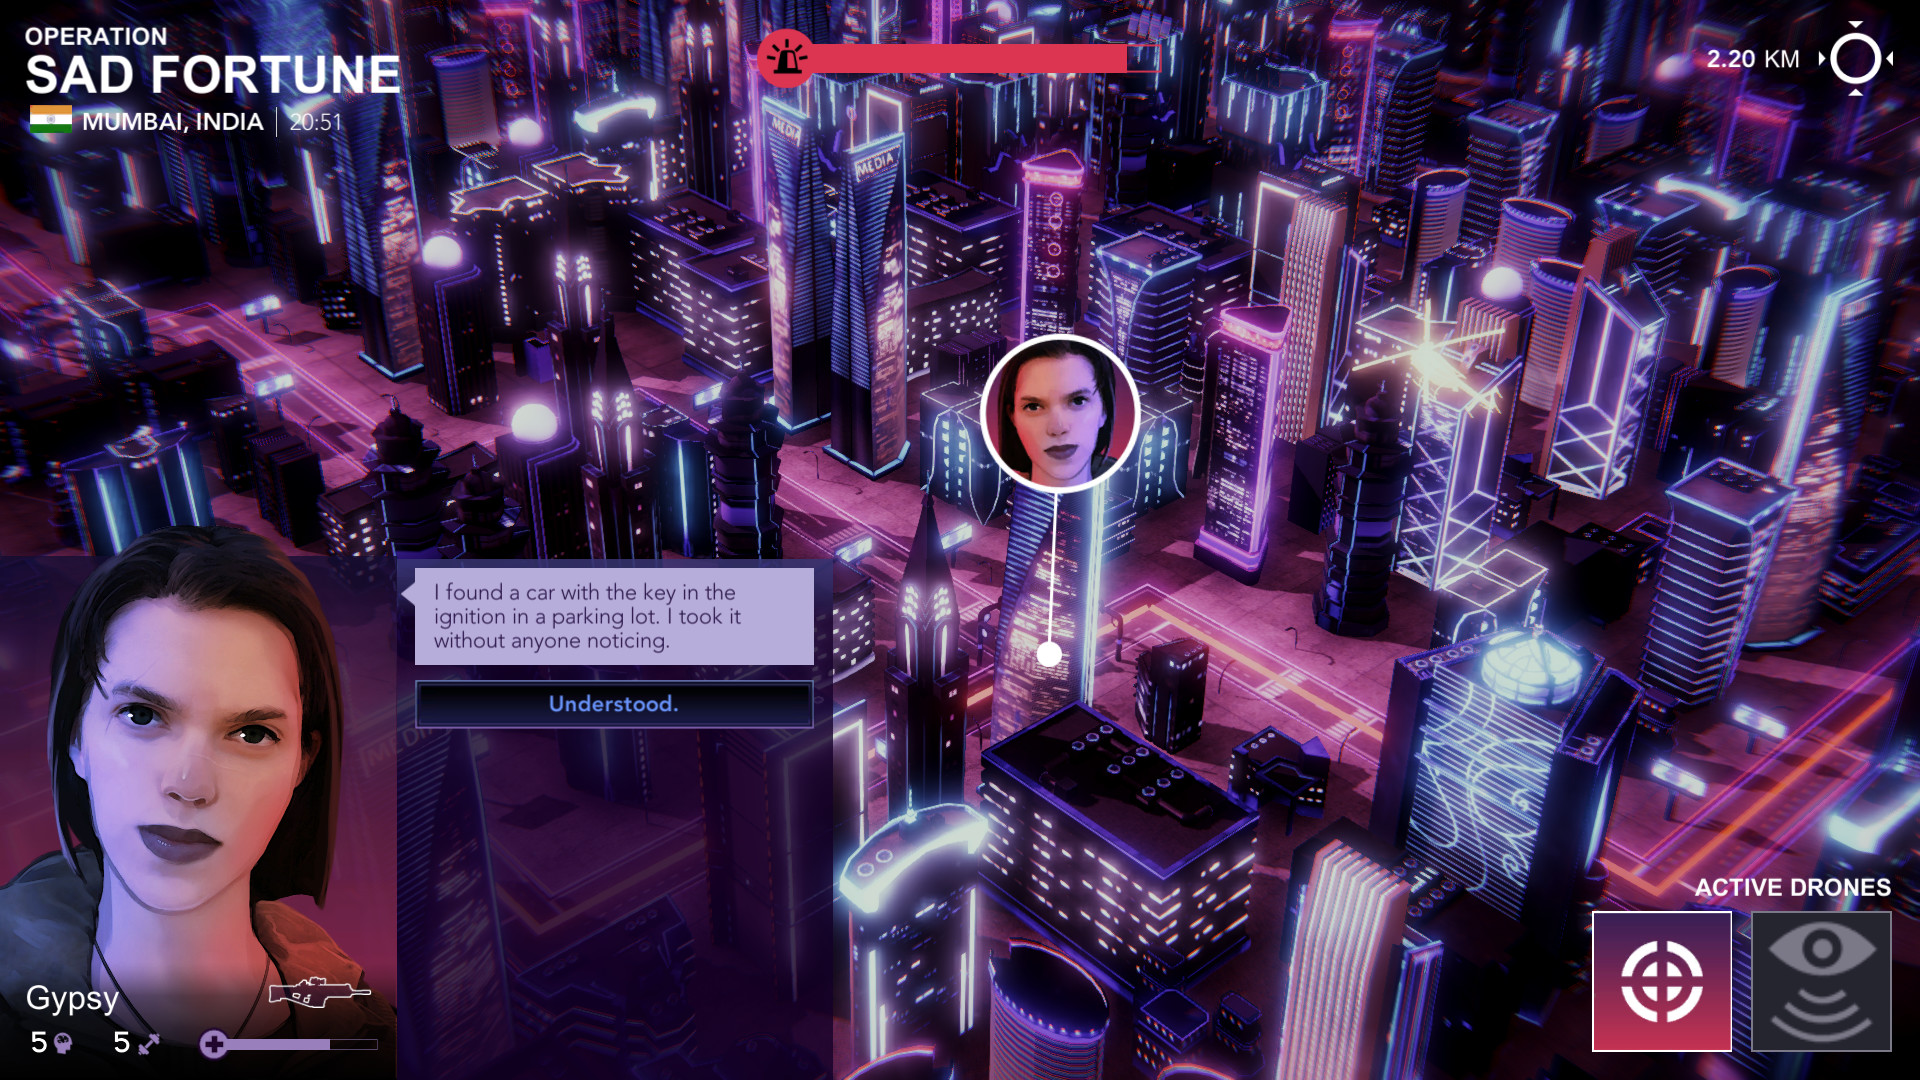 OPERATION
SAD FORTUNE
MUMBAI, INDIA 20:51
2.20 KM
MEDIA
MEDIA
I found a car with the key in the
ignition in a parking lot. I took it
without anyone noticing.
Understood.
MEDIA
ACTIVE DRONES
Gypsy
5 5